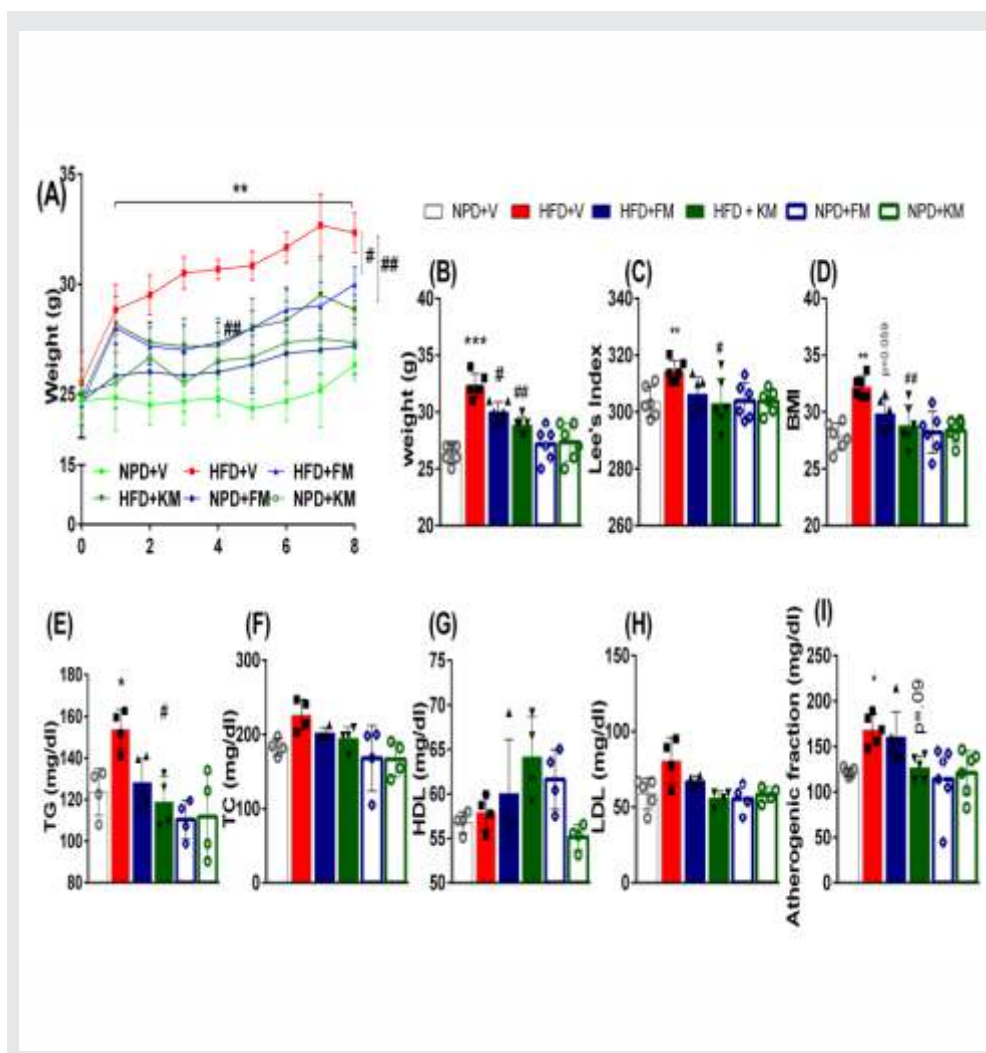 (A)
**
35
30
25
15
0
Weight (g)
#
##
##
NPD+V HFD+V HFD+FM
HFD+KM NPD+FM NPD+KM
0 2 4 6 8
NPD+V HFD+V HFD+FM HFD + KM NPD+FM NPD+KM
(B)
weight (g)
40
35
30
25
20
***
#
##
(C)
Lee's Index
340
320
300
280
260
**
#
(D)
BMI
40
35
30
25
20
**
p=0.059
##
(E)
TG (mg/dl)
180
160
140
120
100
80
*
#
(F)
TC (mg/dl)
300
200
100
0
(G)
HDL (mg/dl)
75
70
65
60
55
50
(H)
LDL (mg/dl)
150
100
50
0
(I)
Atherogenic fraction (mg/dl)
250
200
150
100
50
0
*
p=.09